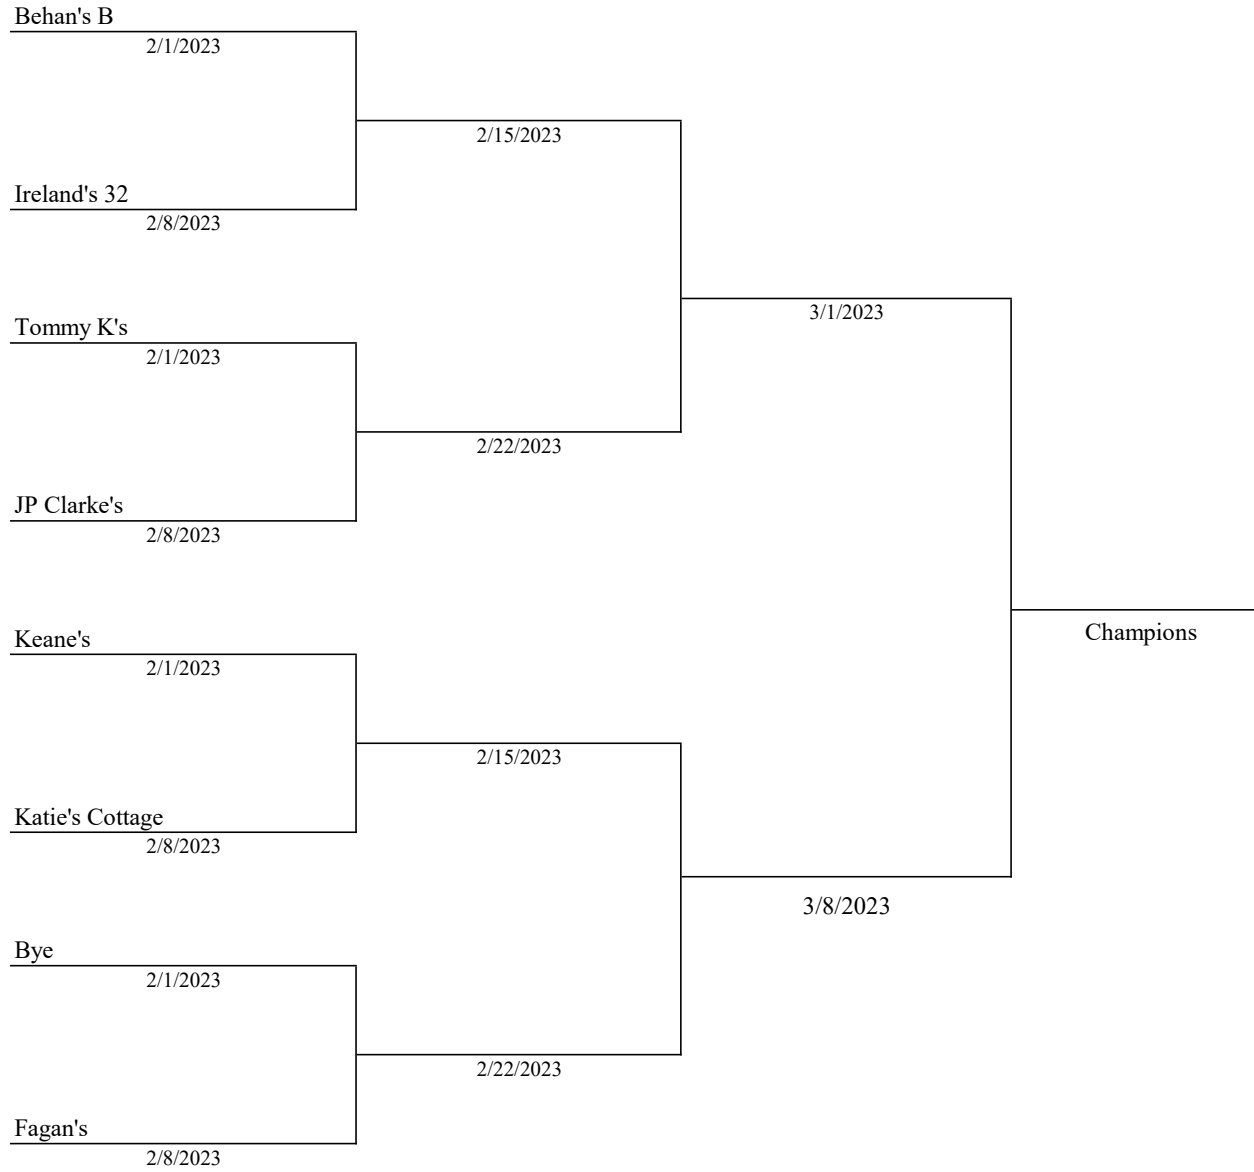 Behan's B
2/1/2023
2/15/2023
Ireland's 32
2/8/2023
3/1/2023
Tommy K's
2/1/2023
2/22/2023
JP Clarke's
2/8/2023
Champions
Keane's
2/1/2023
2/15/2023
Katie's Cottage
2/8/2023
3/8/2023
Bye
2/1/2023
2/22/2023
Fagan's
2/8/2023